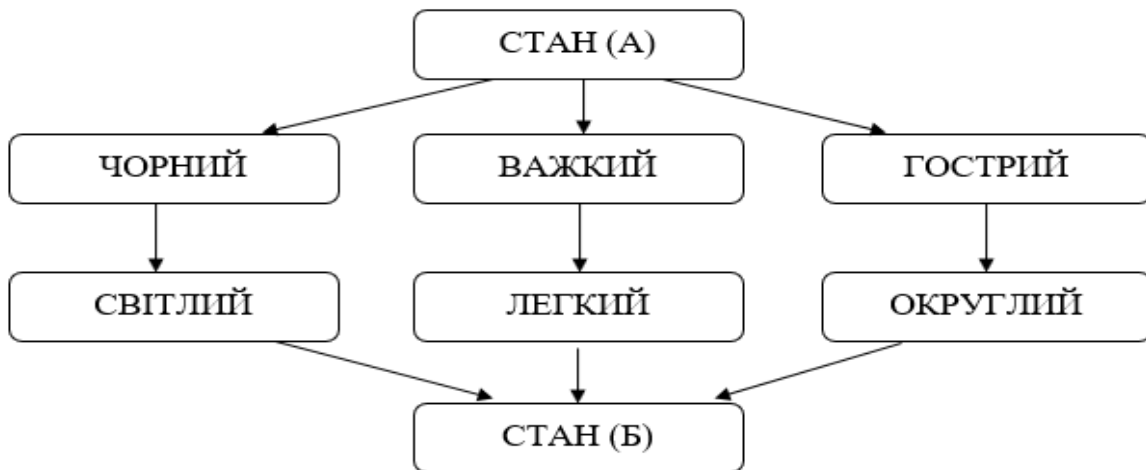 СТАН (А)
ЧОРНИЙ
ВАЖКИЙ
ГОСТРИЙ
СВІТЛИЙ
ЛЕГКИЙ
ОКРУГЛИЙ
СТАН (Б)